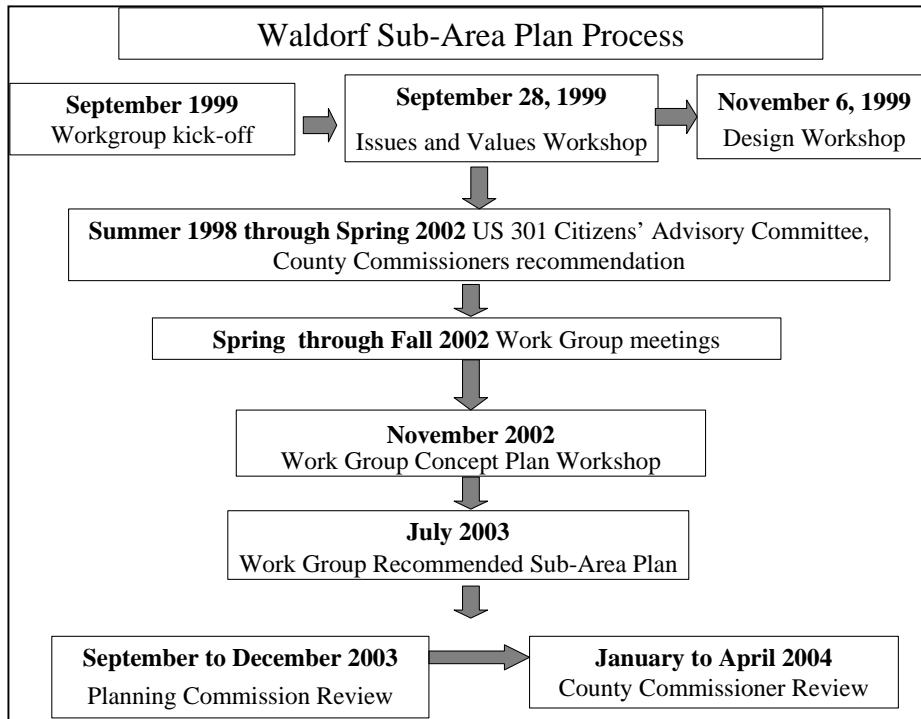 Waldorf Sub-Area Plan Process
September 1999
Workgroup kick-off
September 28, 1999
Issues and Values Workshop
November 6, 1999
Design Workshop
Summer 1998 through Spring 2002 US 301 Citizens’ Advisory Committee,
County Commissioners recommendation
Spring  through Fall 2002 Work Group meetings
November 2002
Work Group Concept Plan Workshop
July 2003
Work Group Recommended Sub-Area Plan
September to December 2003
Planning Commission Review
January to April 2004
County Commissioner Review